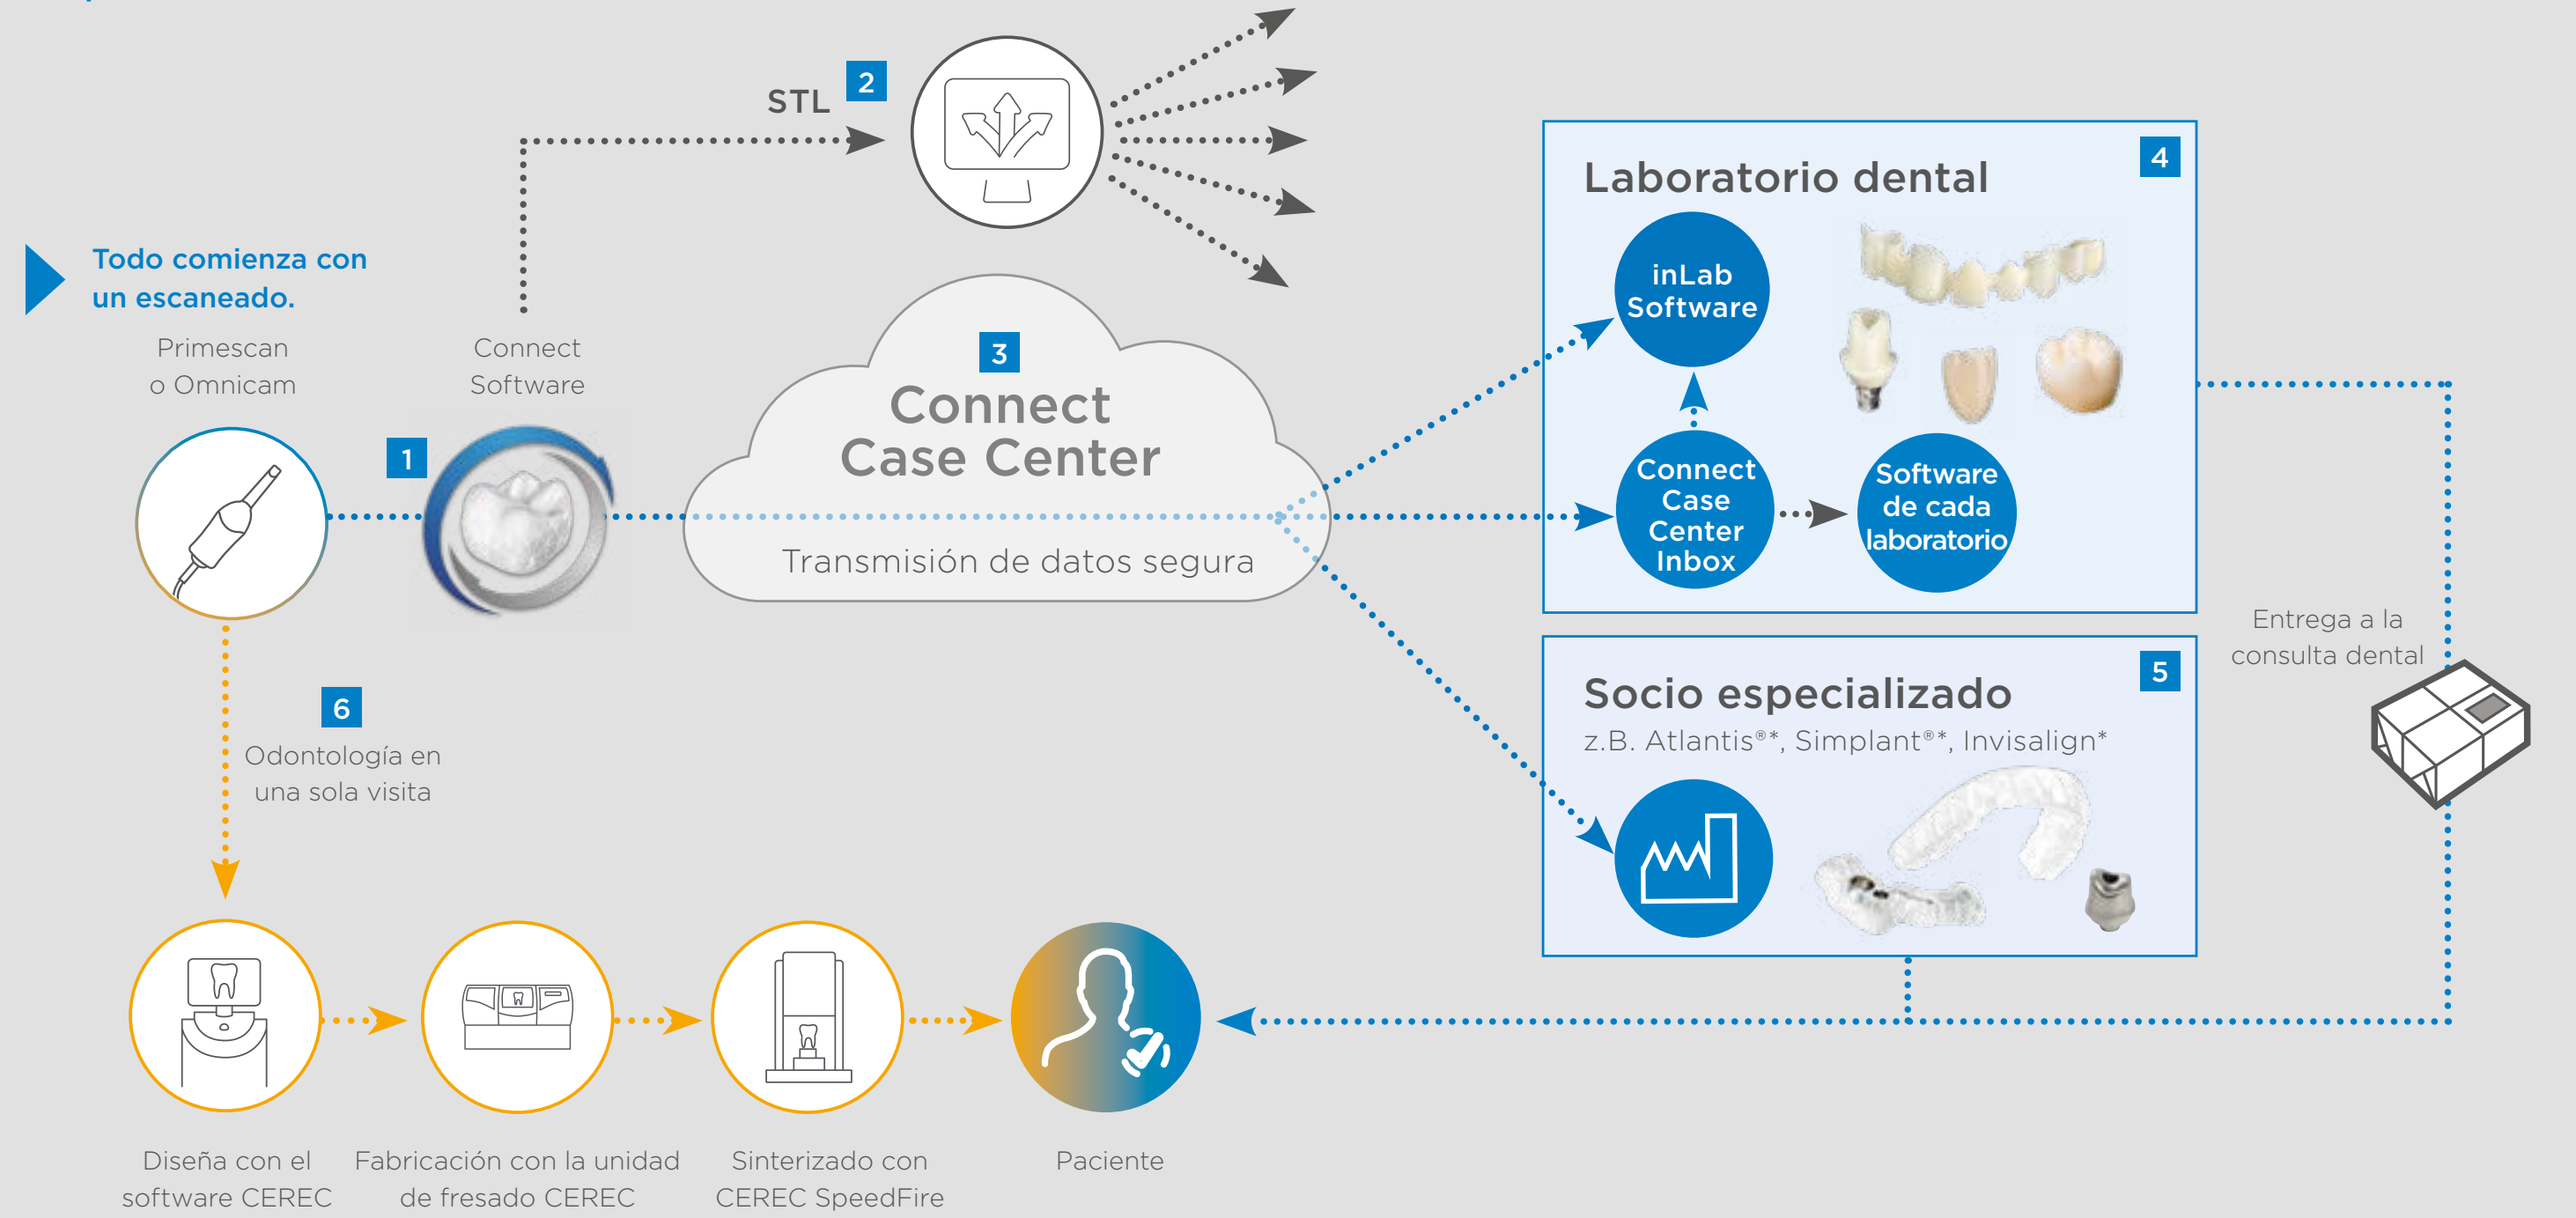 STL
2
Todo comienza con
un escaneado.
Primescan
o Omnicam
Connect
Software
1
3
Connect
Case Center
Transmisión de datos segura
4
Laboratorio dental
inLab
Software
Connect
Case
Center
Inbox
Software
de cada
laboratorio
5
Socio especializado
z.B. Atlantis®*, Simplant®*, Invisalign*
Entrega a la
consulta dental
6
Odontología en
una sola visita
Diseña con el
software CEREC
Fabricación con la unidad
de fresado CEREC
Sinterizado con
CEREC SpeedFire
Paciente